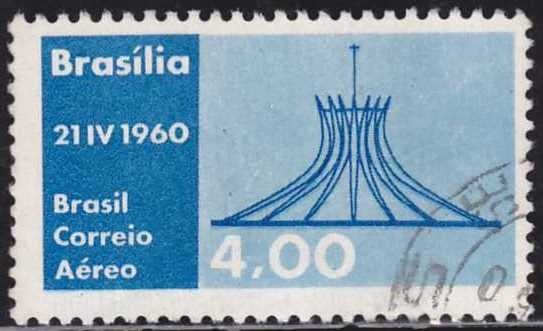 Brasília
21 IV 1960
Brasil
Correio
Aéreo
4,00